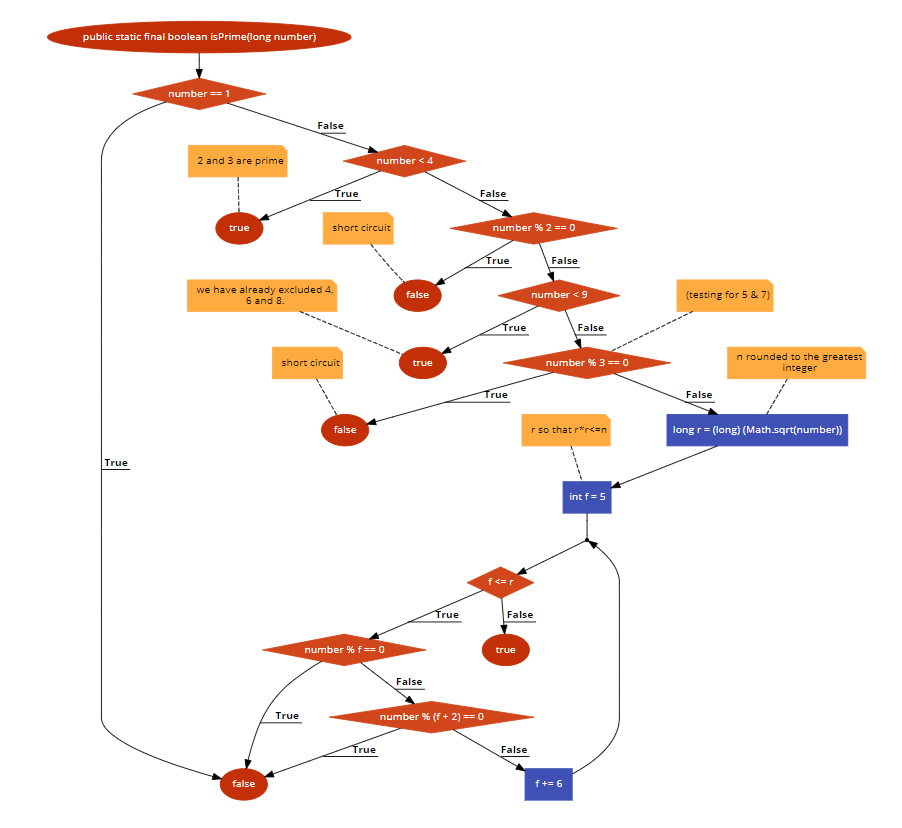 public static final boolean isPrime(long number)
number == 1
False
number < 4
2 and 3 are prime
True
False
true
short circuit
number % 2 == 0
True
False
we have already excluded 4,
6 and 8.
false
number < 9
(testing for 5 & 7)
True
False
short circuit
true
number % 3 == 0
n rounded to the greatest
integer
True
False
false
r so that r*r<=n
long r = (long) (Math.sqrt(number))
True
int f = 5
f <= r
True
False
number % f == 0
true
False
True
number % (f + 2) == 0
True
False
false
f += 6